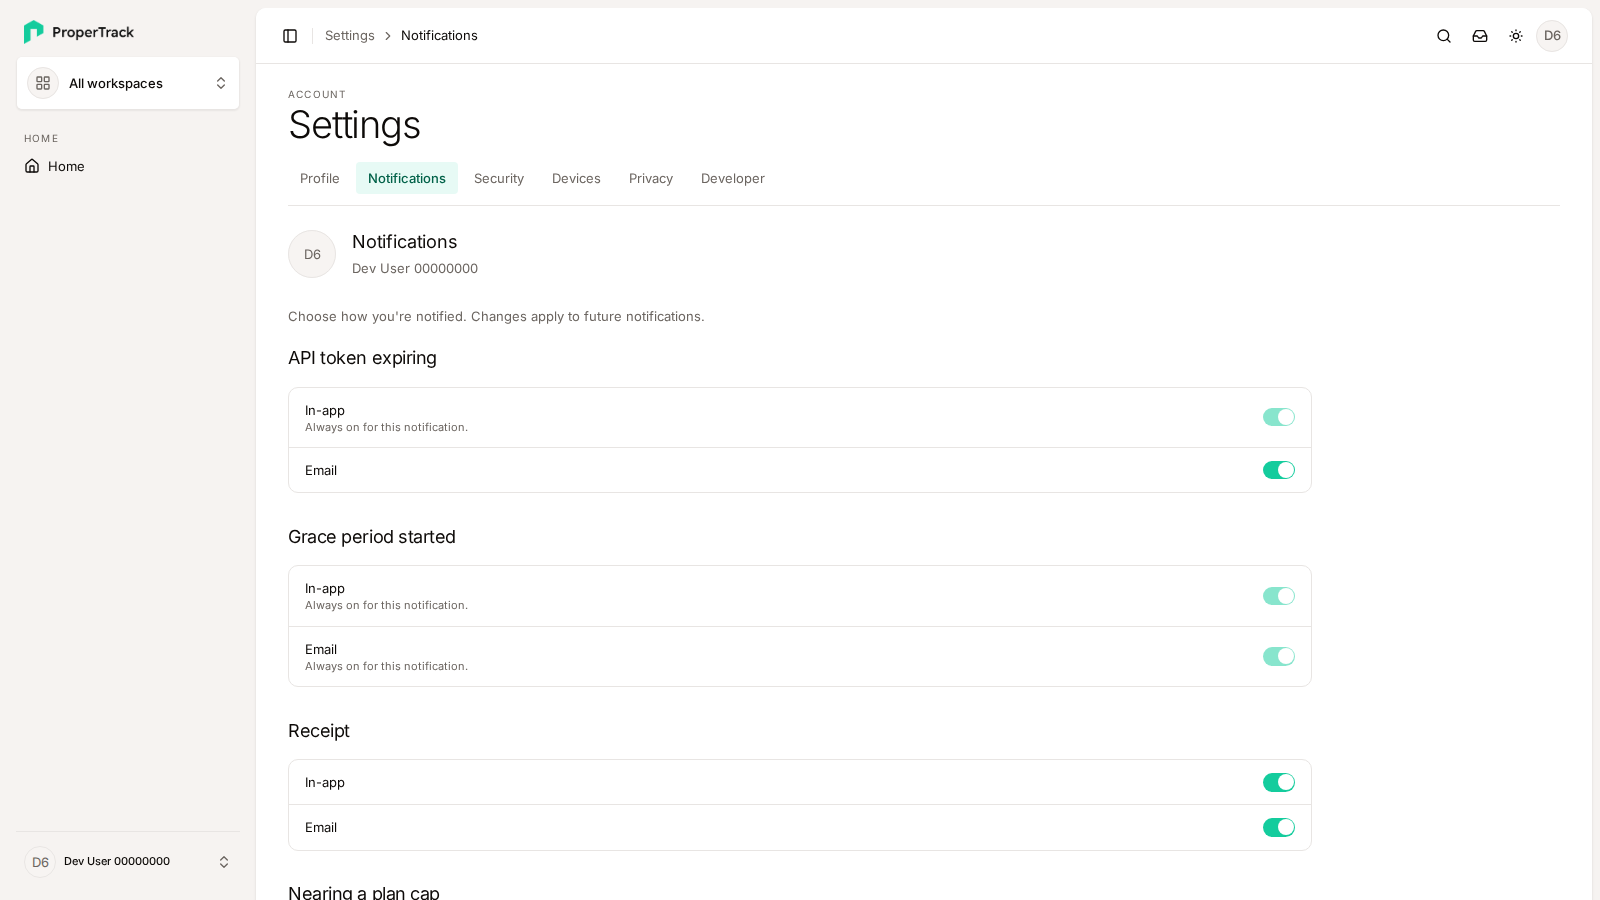 ProperTrack
All workspaces
HOME
Home
D6 Dev User 00000000
Settings > Notifications
D6
ACCOUNT
Settings
Profile Notifications Security Devices Privacy Developer
D6
Notifications
Dev User 00000000
Choose how you're notified. Changes apply to future notifications.
API token expiring
In-app
Always on for this notification.
Email
Grace period started
In-app
Always on for this notification.
Email
Always on for this notification.
Receipt
In-app
Email
Nearing a plan cap